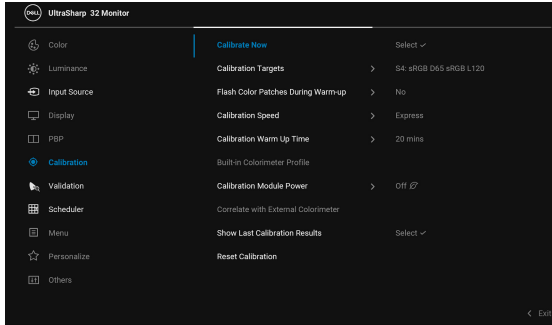 DELL UltraSharp 32 Monitor
Color
Luminance
Input Source
Display
PBP
Calibration
Validation
Scheduler
Menu
Personalize
Others
Calibrate Now Select ✓
Calibration Targets > S4: sRGB D65 sRGB L120
Flash Color Patches During Warm-up > No
Calibration Speed > Express
Calibration Warm Up Time > 20 mins
Built-in Colorimeter Profile
Calibration Module Power > Off
Correlate with External Colorimeter
Show Last Calibration Results Select ✓
Reset Calibration
< Exit